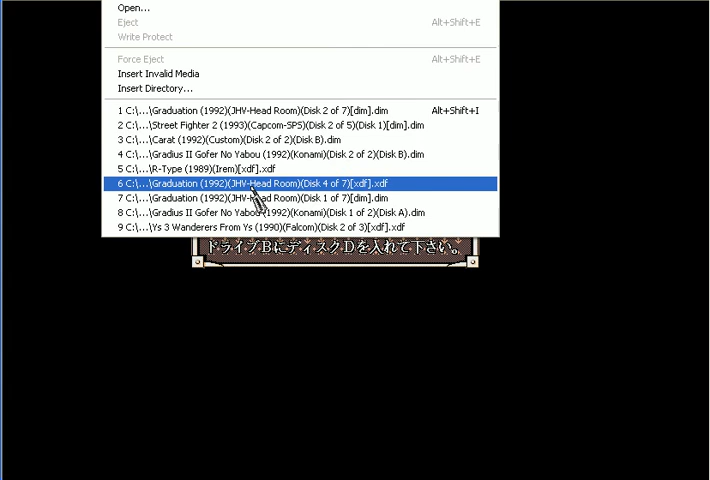 Open...
Eject Alt+Shift+E
Write Protect
Force Eject Alt+Shift+E
Insert Invalid Media
Insert Directory...
1 C:\...\Graduation (1992)(JHV-Head Room)(Disk 2 of 7)[dim].dim Alt+Shift+I
2 C:\...\Street Fighter 2 (1993)(Capcom-SPS)(Disk 2 of 5)(Disk 1)[dim].dim
3 C:\...\Carat (1992)(Custom)(Disk 2 of 2)(Disk B).dim
4 C:\...\Gradius II Gofer No Yabou (1992)(Konami)(Disk 2 of 2)(Disk B).dim
5 C:\...\R-Type (1989)(Irem)[xdf].xdf
6 C:\...\Graduation (1992)(JHV-Head Room)(Disk 4 of 7)[xdf].xdf
7 C:\...\Graduation (1992)(JHV-Head Room)(Disk 1 of 7)[dim].dim
8 C:\...\Gradius II Gofer No Yabou (1992)(Konami)(Disk 1 of 2)(Disk A).dim
9 C:\...\Ys 3 Wanderers From Ys (1990)(Falcom)(Disk 2 of 3)[xdf].xdf
ドライブBにディスクDを入れて下さい。